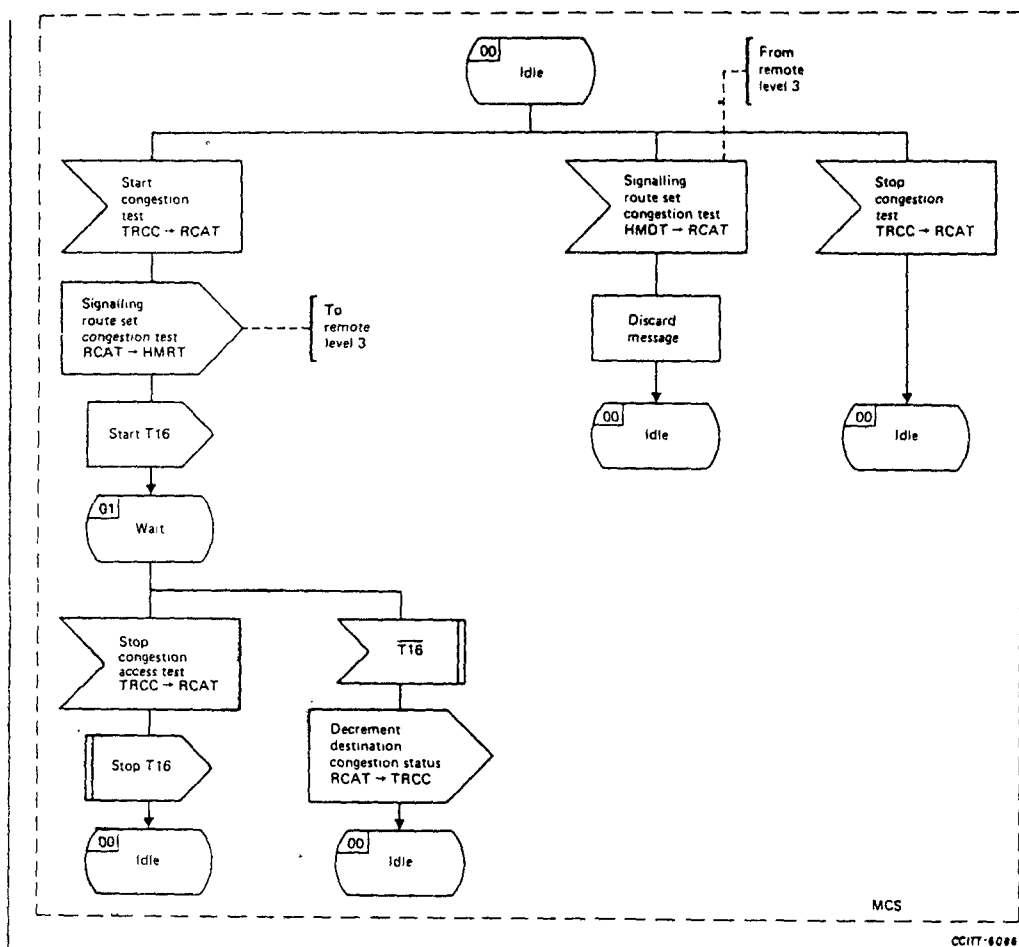 00
Idle
From
remote
level 3
Start
congestion
test
TRCC → RCAT
Signalling
route set
congestion test
HMDT → RCAT
Stop
congestion
test
TRCC → RCAT
Signalling
route set
congestion test
RCAT → HMRT
To
remote
level 3
Discard
message
Start T16
00
Idle
00
Idle
01
Wait
Stop
congestion
access test
TRCC → RCAT
T16
Decrement
destination
congestion status
RCAT → TRCC
Stop T16
00
Idle
00
Idle
MCS